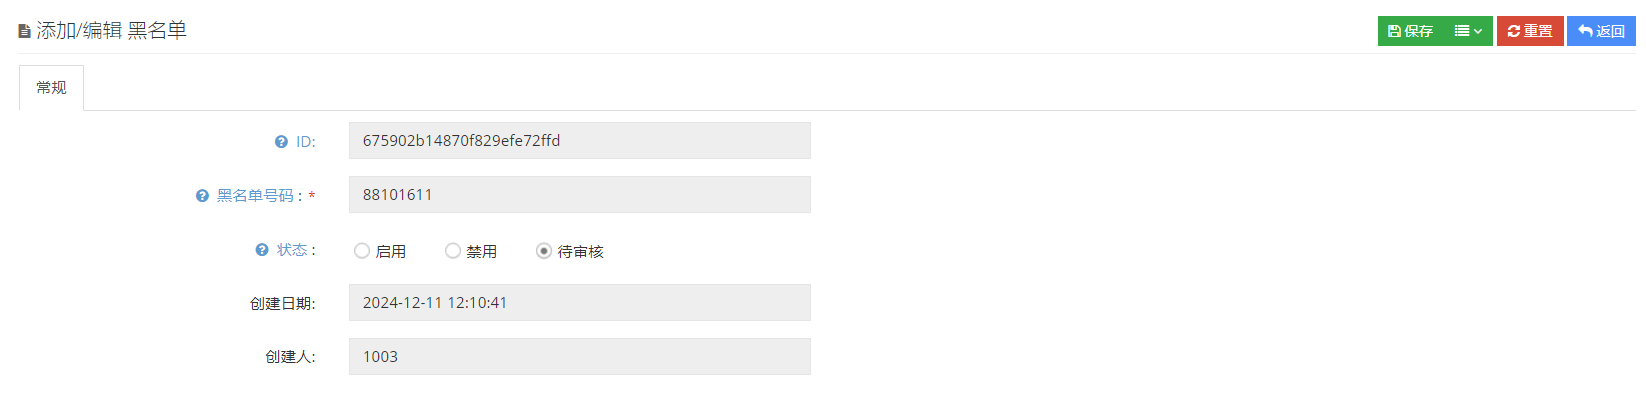 添加/编辑 黑名单
保存
重置
返回
常规
ID: 675902b14870f829efe72ffd
黑名单号码 : * 88101611
状态 : 启用 禁用 待审核
创建日期: 2024-12-11 12:10:41
创建人: 1003